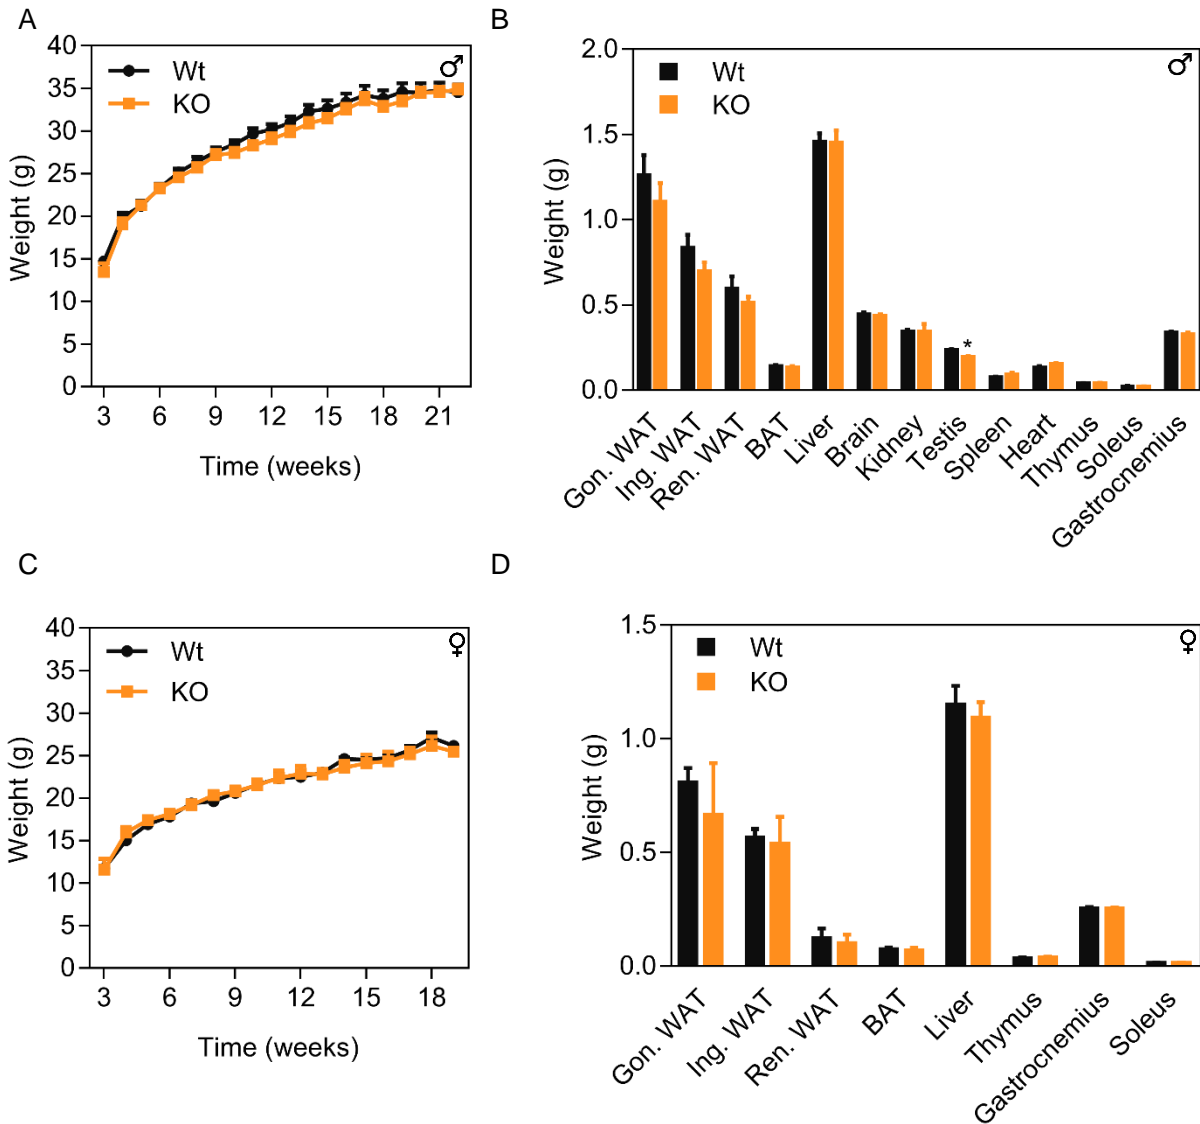 A
40
35
30
25
20
15
10
5
0
Weight (g)
Wt
KO
♂
3 6 9 12 15 18 21
Time (weeks)
B
2.0
1.5
1.0
0.5
0.0
Weight (g)
Wt
KO
♂
*
Gon. WAT
Ing. WAT
Ren. WAT
BAT
Liver
Brain
Kidney
Testis
Spleen
Heart
Thymus
Soleus
Gastrocnemius
C
40
35
30
25
20
15
10
5
0
Weight (g)
Wt
KO
♀
3 6 9 12 15 18
Time (weeks)
D
1.5
1.0
0.5
0.0
Weight (g)
Wt
KO
♀
Gon. WAT
Ing. WAT
Ren. WAT
BAT
Liver
Thymus
Gastrocnemius
Soleus